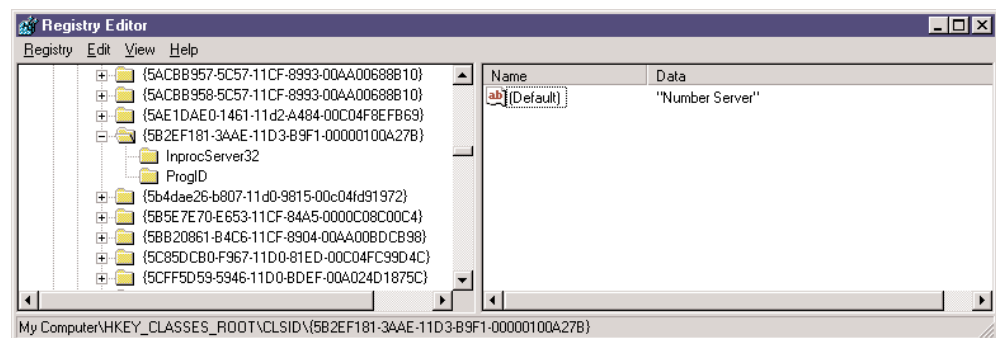 Registry Editor
Registry Edit View Help
{5ACBB957-5C57-11CF-8993-00AA00688B10}
{5ACBB958-5C57-11CF-8993-00AA00688B10}
{5AE1DAE0-1461-11d2-A484-00C04F8EFB69}
{5B2EF181-3AAE-11D3-B9F1-00000100A27B}
InprocServer32
ProgID
{5b4dae26-b807-11d0-9815-00c04fd91972}
{5B5E7E70-E653-11CF-84A5-0000C08C00C4}
{5BB20861-B4C6-11CF-8904-00AA00BDCB98}
{5C85DCB0-F967-11D0-81ED-00C04FC99D4C}
{5CFF5D59-5946-11D0-BDEF-00A024D1875C}
Name Data
ab (Default) "Number Server"
My Computer\HKEY_CLASSES_ROOT\CLSID\{5B2EF181-3AAE-11D3-B9F1-00000100A27B}